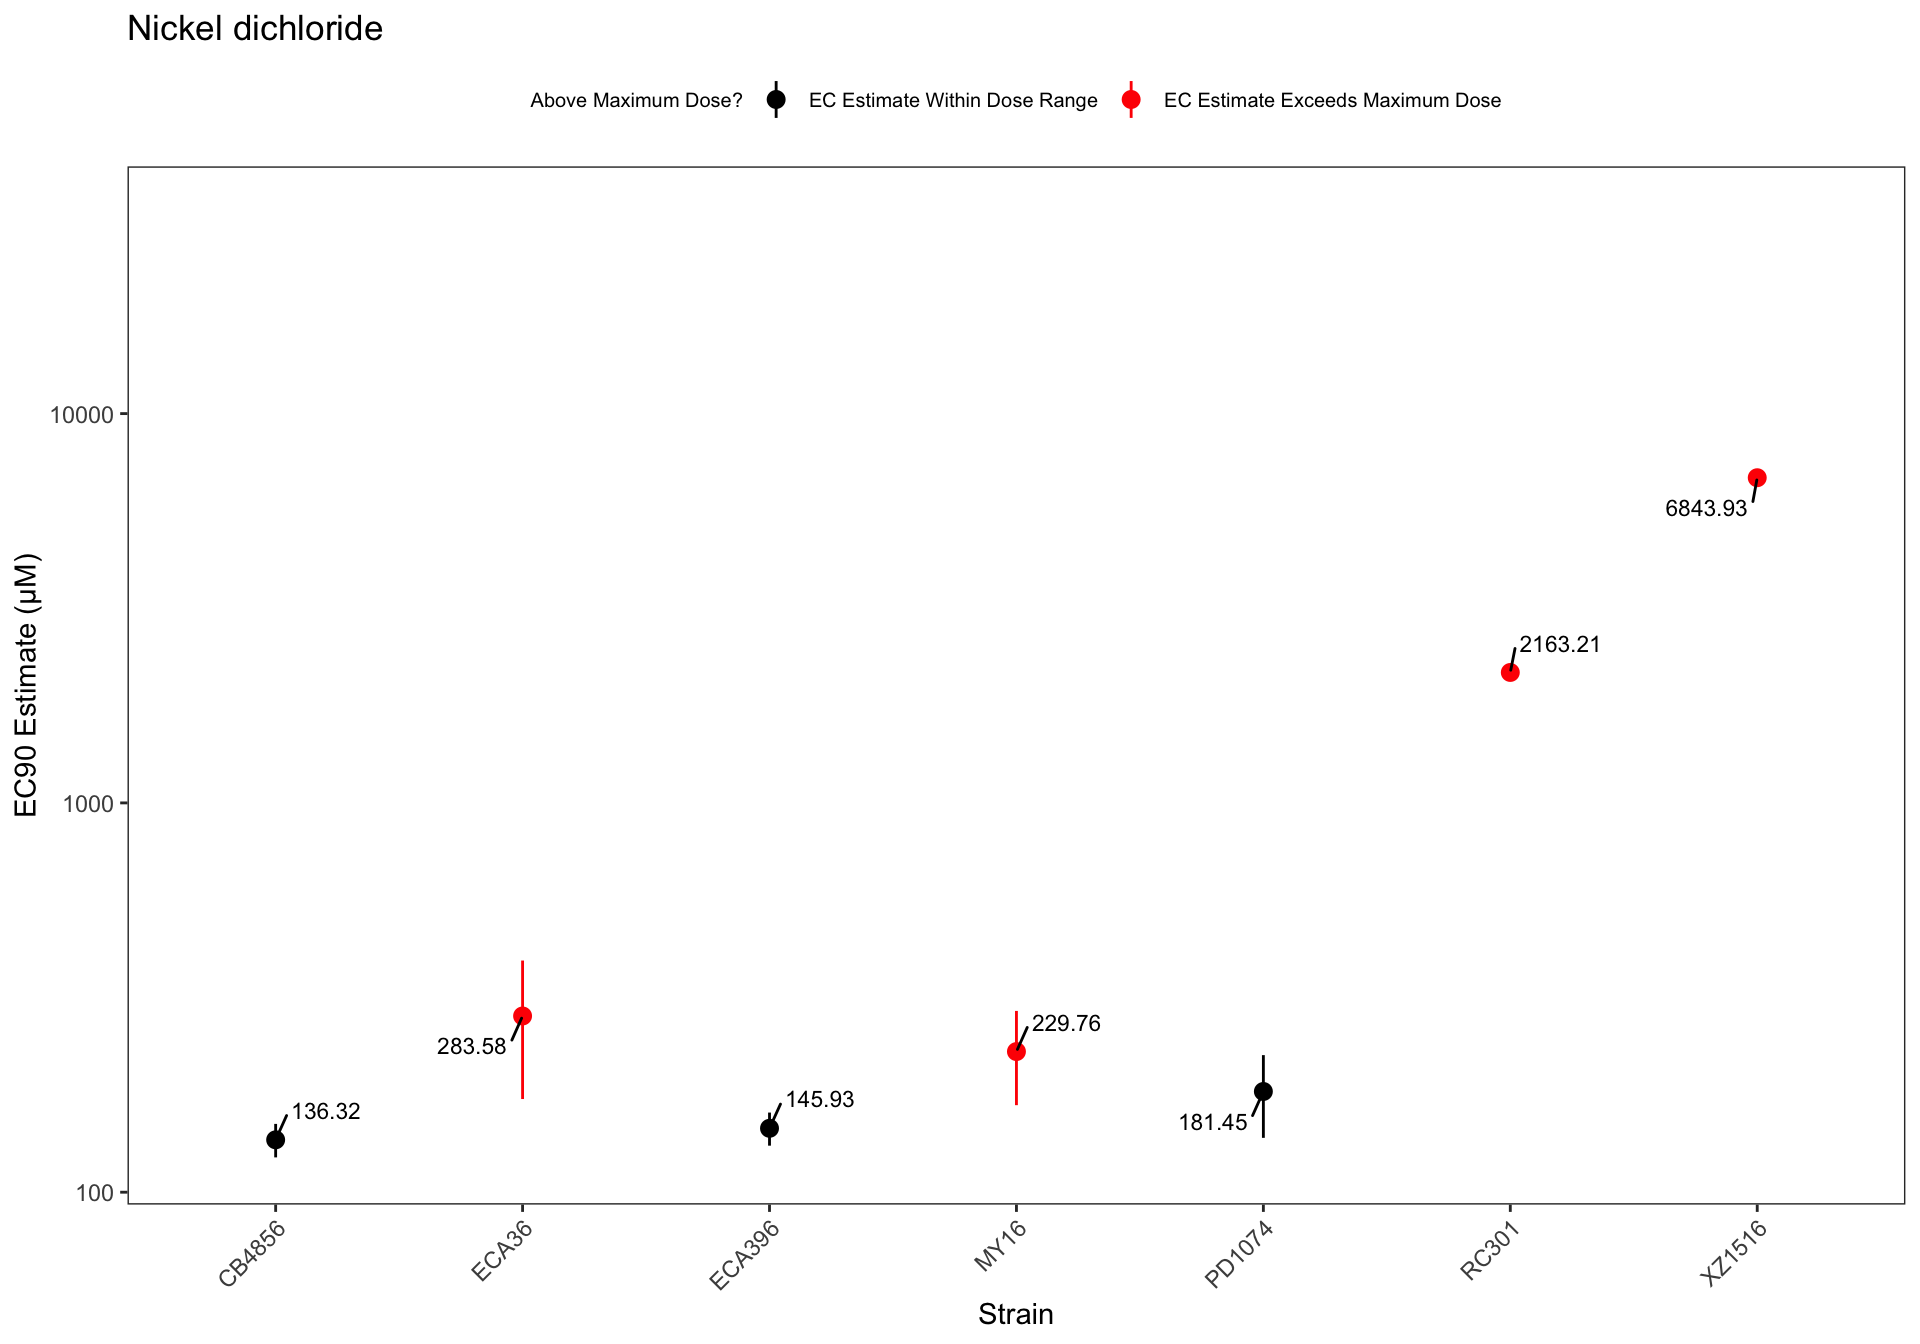 Nickel dichloride
Above Maximum Dose? EC Estimate Within Dose Range EC Estimate Exceeds Maximum Dose
EC90 Estimate (µM)
10000
1000
100
6843.93
2163.21
283.58
229.76
136.32
145.93
181.45
CB4856 ECA36 ECA396 MY16 PD1074 RC301 XZ1516
Strain